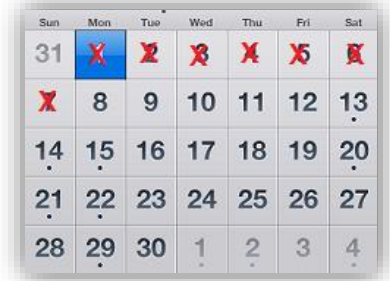 Sun Mon Tue Wed Thu Fri Sat
31 1 2 3 4 5 6
7 8 9 10 11 12 13
14 15 16 17 18 19 20
21 22 23 24 25 26 27
28 29 30 1 2 3 4